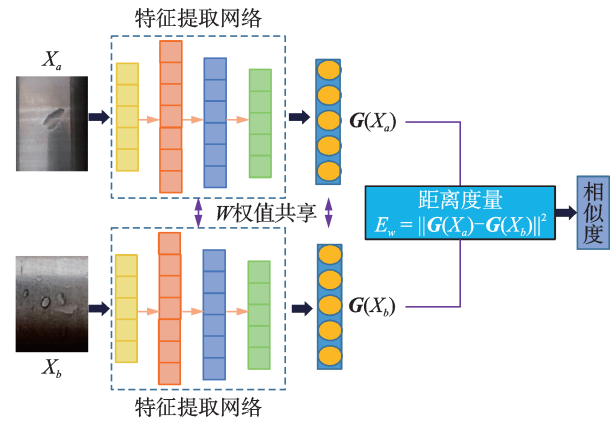 特征提取网络
X_a
G(X_a)
W权值共享
距离度量
E_w = ||G(X_a)−G(X_b)||²
相似度
G(X_b)
X_b
特征提取网络